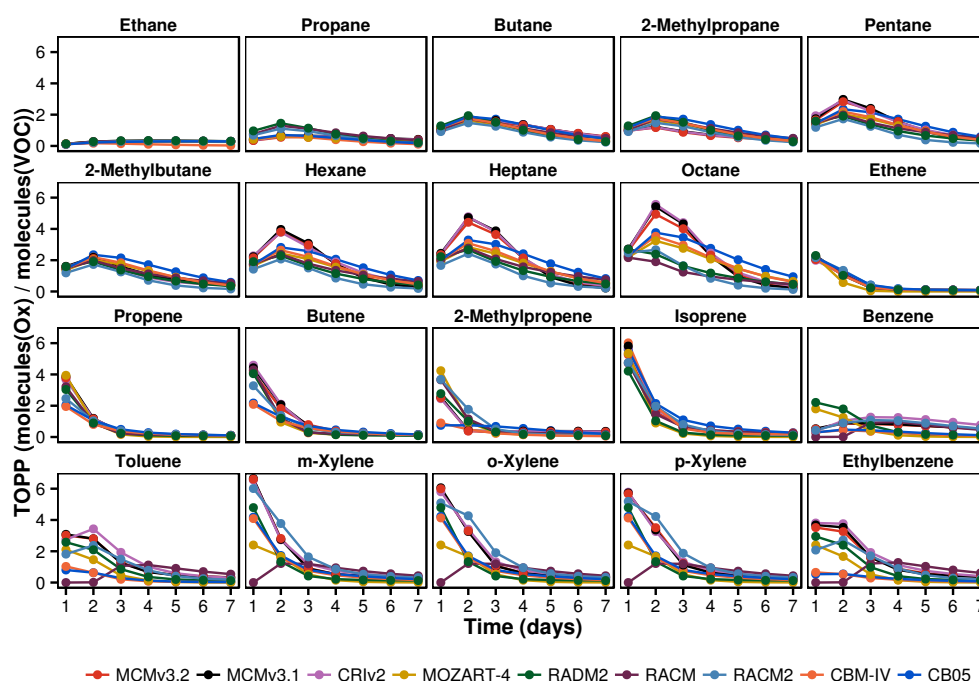 Ethane Propane Butane 2-Methylpropane Pentane
6
4
2
0
2-Methylbutane Hexane Heptane Octane Ethene
6
4
2
0
Propene Butene 2-Methylpropene Isoprene Benzene
6
4
2
0
Toluene m-Xylene o-Xylene p-Xylene Ethylbenzene
6
4
2
0
TOPP (molecules(Ox) / molecules(VOC))
1 2 3 4 5 6 7 1 2 3 4 5 6 7 1 2 3 4 5 6 7 1 2 3 4 5 6 7 1 2 3 4 5 6 7
Time (days)
MCMv3.2 MCMv3.1 CRIv2 MOZART-4 RADM2 RACM RACM2 CBM-IV CB05